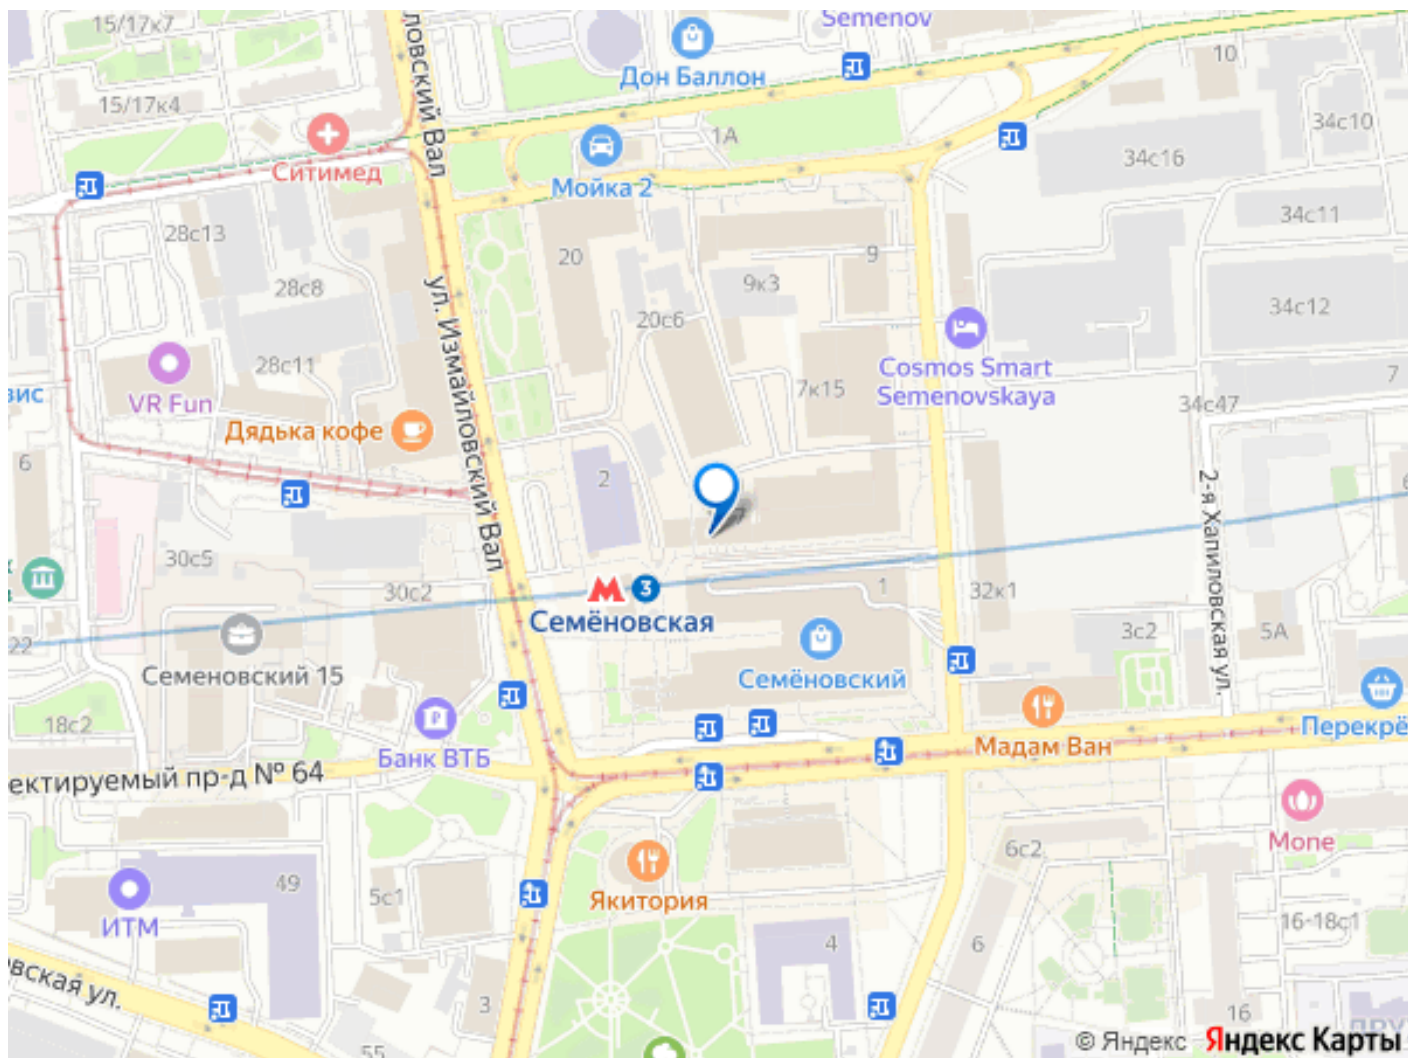 15/17к7
Semenov
ловский Вал
Дон Баллон
10
15/17к4
1А
34с10
Ситимед
Мойка 2
34с16
28с13
34с11
20
9
28с8
9к3
ул. Измайловский Вал
20с6
34с12
28с11
Cosmos Smart
Semenovskaya
7к15
7
VR Fun
34с47
Дядька кофе
6
2
2-я Хапиловская ул.
30с5
30с2
3
1
32к1
Семёновская
22
3с2
5А
Семеновский 15
Семёновский
18с2
Перекрё
Мадам Ван
Банк ВТБ
ектируемый пр-д № 64
Моne
6с2
49
5с1
Якитория
ИТМ
16-18с1
4
6
вская ул.
3
16
55
© Яндекс Яндекс Карты